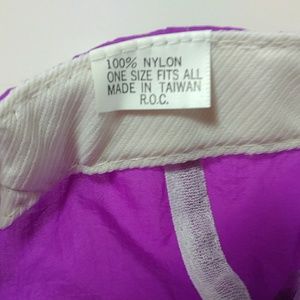 100% NYLON
ONE SIZE FITS ALL
MADE IN TAIWAN
R.O.C.